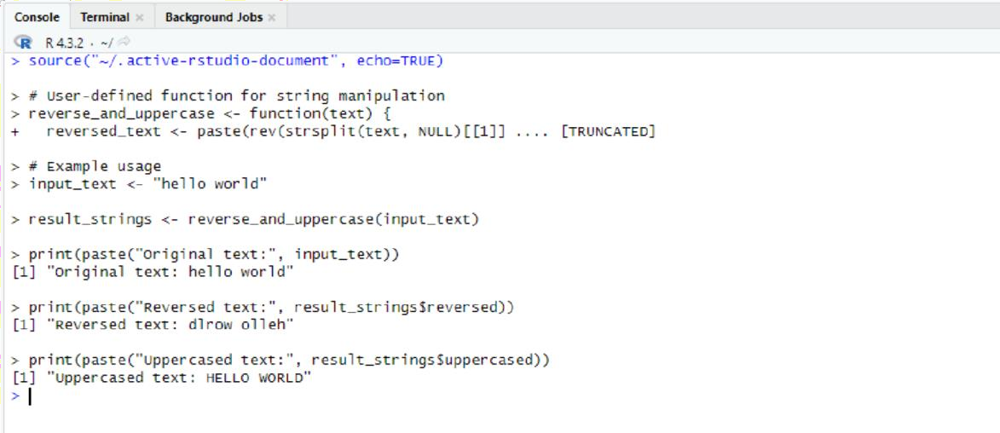 Console Terminal Background Jobs
R R 4.3.2 · ~/
> source("~/.active-rstudio-document", echo=TRUE)
> # User-defined function for string manipulation
> reverse_and_uppercase <- function(text) {
+   reversed_text <- paste(rev(strsplit(text, NULL)[[1]] .... [TRUNCATED]
> # Example usage
> input_text <- "hello world"
> result_strings <- reverse_and_uppercase(input_text)
> print(paste("Original text:", input_text))
[1] "Original text: hello world"
> print(paste("Reversed text:", result_strings$reversed))
[1] "Reversed text: dlrow olleh"
> print(paste("Uppercased text:", result_strings$uppercased))
[1] "Uppercased text: HELLO WORLD"
>